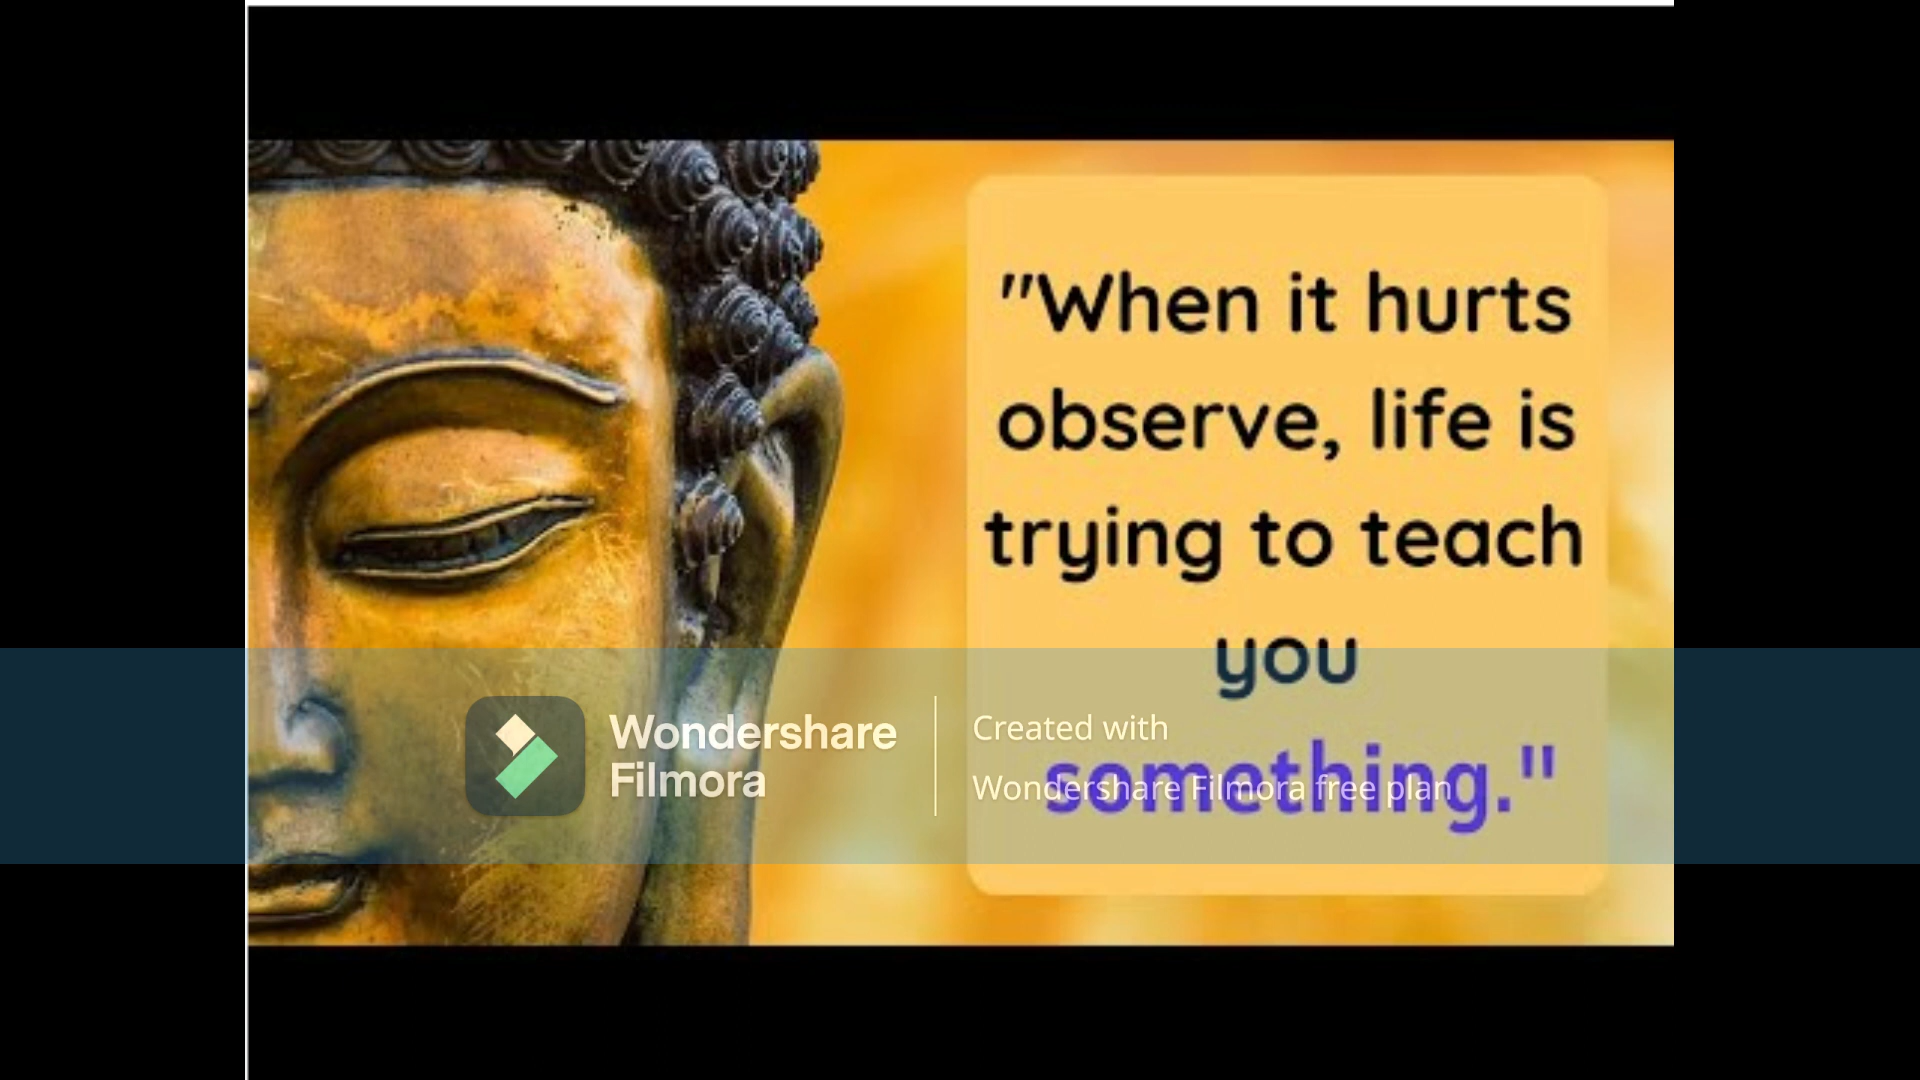 "When it hurts
observe, life is
trying to teach
you
something."
Wondershare
Filmora
Created with
Wondershare Filmora free plan